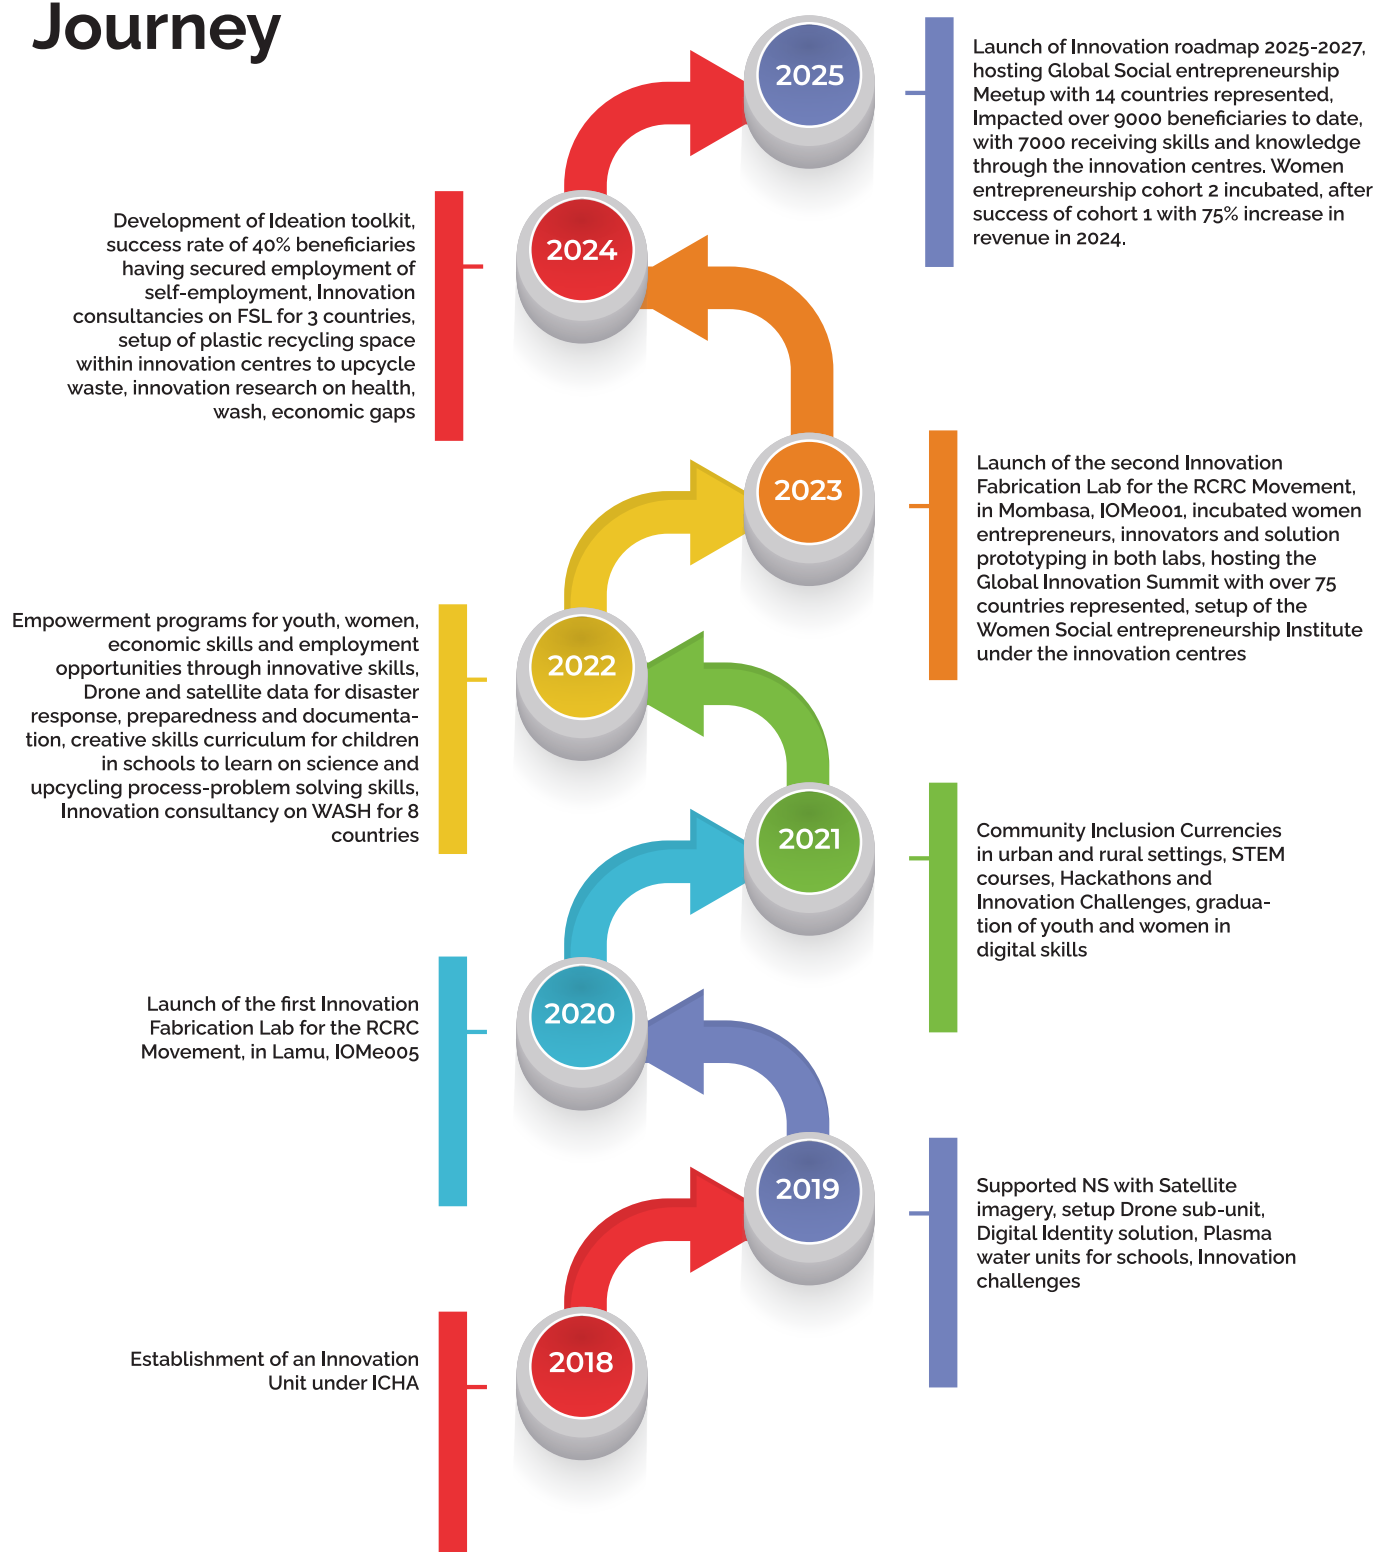 Journey
2025
Launch of Innovation roadmap 2025-2027,
hosting Global Social entrepreneurship
Meetup with 14 countries represented,
Impacted over 9000 beneficiaries to date,
with 7000 receiving skills and knowledge
through the innovation centres. Women
entrepreneurship cohort 2 incubated, after
success of cohort 1 with 75% increase in
revenue in 2024.
2024
Development of Ideation toolkit,
success rate of 40% beneficiaries
having secured employment of
self-employment, Innovation
consultancies on FSL for 3 countries,
setup of plastic recycling space
within innovation centres to upcycle
waste, innovation research on health,
wash, economic gaps
2023
Launch of the second Innovation
Fabrication Lab for the RCRC Movement,
in Mombasa, IOMe001, incubated women
entrepreneurs, innovators and solution
prototyping in both labs, hosting the
Global Innovation Summit with over 75
countries represented, setup of the
Women Social entrepreneurship Institute
under the innovation centres
2022
Empowerment programs for youth, women,
economic skills and employment
opportunities through innovative skills,
Drone and satellite data for disaster
response, preparedness and documenta-
tion, creative skills curriculum for children
in schools to learn on science and
upcycling process-problem solving skills,
Innovation consultancy on WASH for 8
countries
2021
Community Inclusion Currencies
in urban and rural settings, STEM
courses, Hackathons and
Innovation Challenges, gradua-
tion of youth and women in
digital skills
2020
Launch of the first Innovation
Fabrication Lab for the RCRC
Movement, in Lamu, IOMe005
2019
Supported NS with Satellite
imagery, setup Drone sub-unit,
Digital Identity solution, Plasma
water units for schools, Innovation
challenges
2018
Establishment of an Innovation
Unit under ICHA